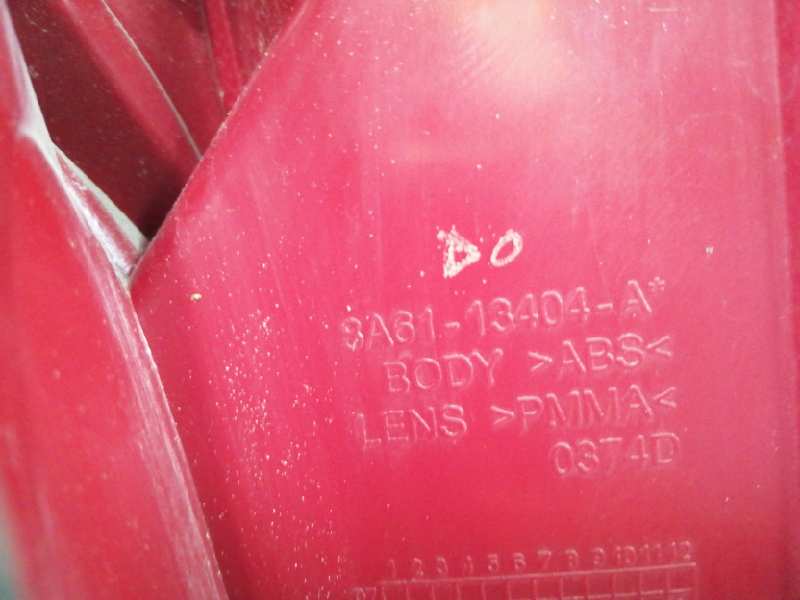 DO
8A61-13404-A*
BODY >ABS<
LENS >PMMA<
0374D
1 2 3 4 5 6 7 8 9 10 11 12
07